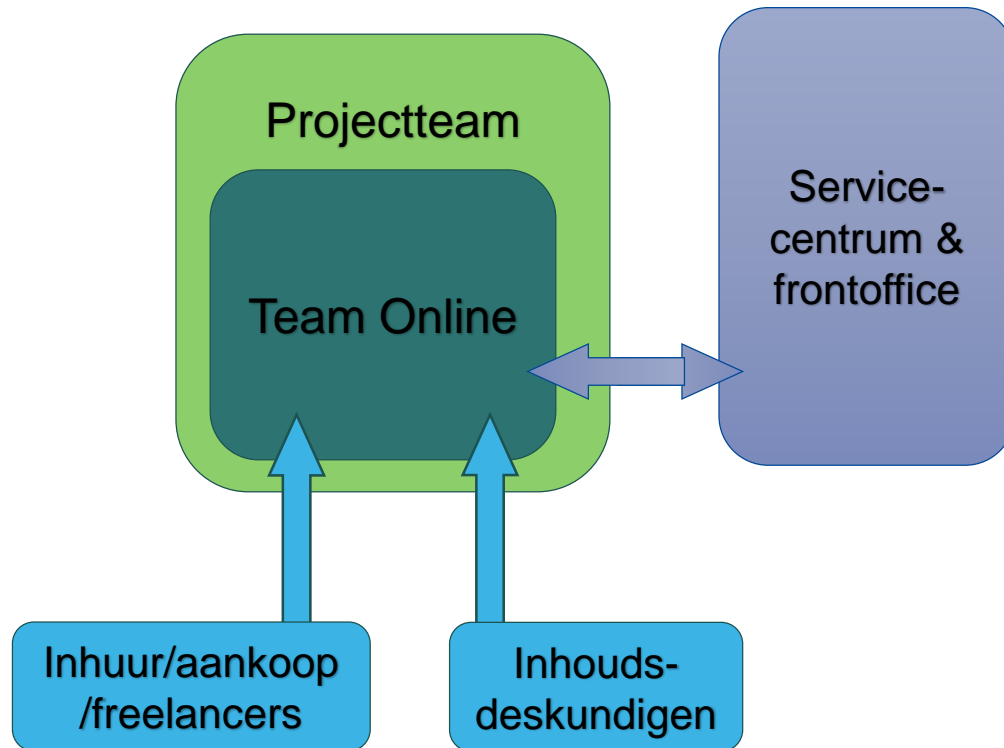 Projectteam
Team Online
Service-
centrum &
frontoffice
Inhuur/aankoop
/freelancers
Inhouds-
deskundigen